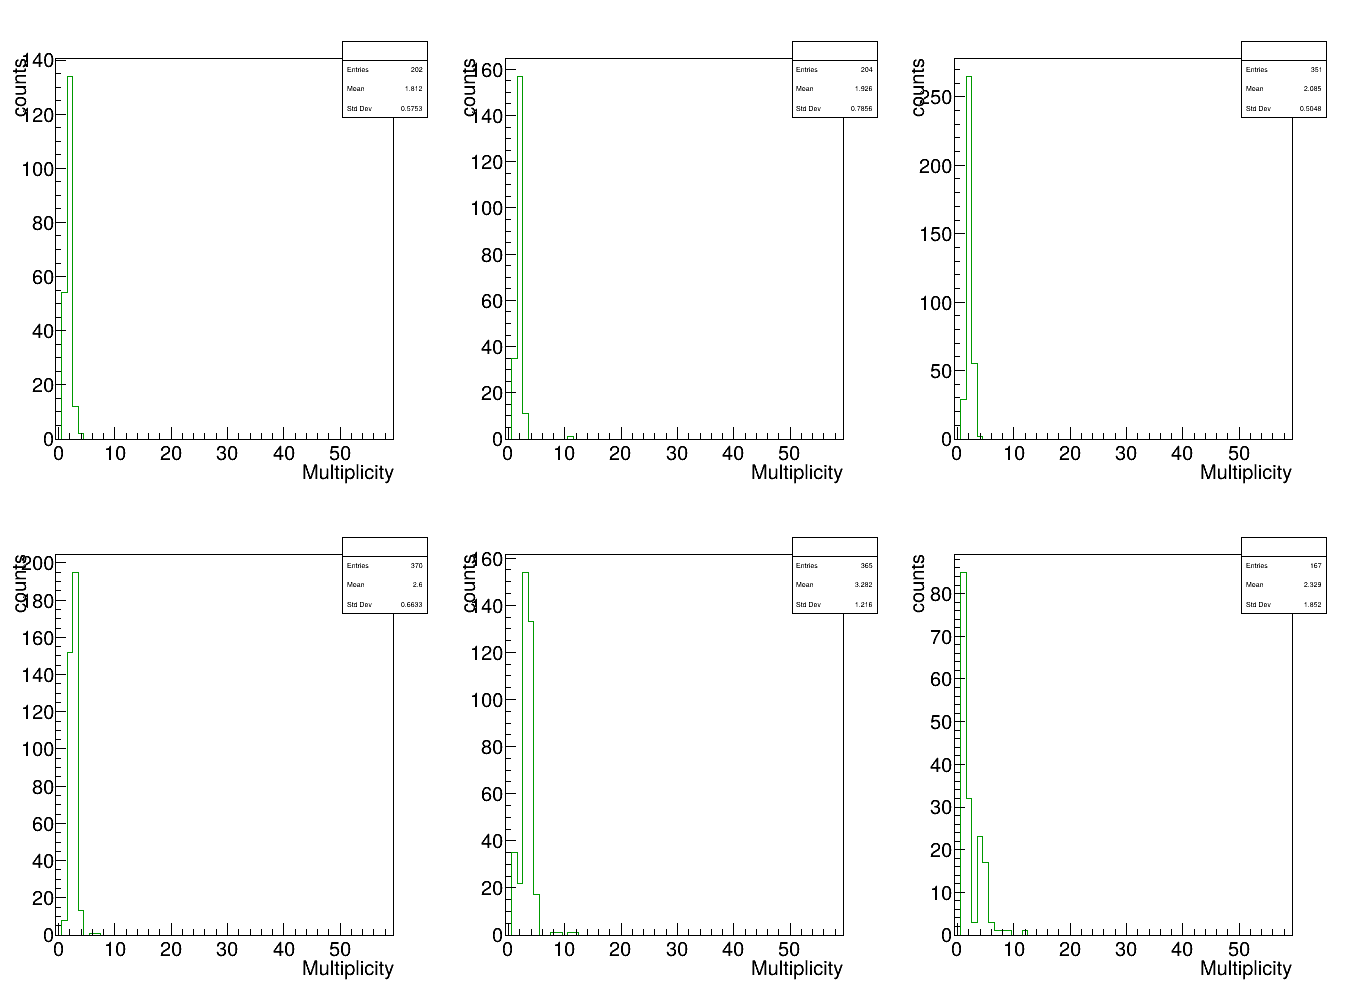 counts
140
120
100
80
60
40
20
0
0 10 20 30 40 50
Multiplicity
Entries 202
Mean 1.812
Std Dev 0.5753
counts
160
140
120
100
80
60
40
20
0
0 10 20 30 40 50
Multiplicity
Entries 204
Mean 1.926
Std Dev 0.7856
counts
250
200
150
100
50
0
0 10 20 30 40 50
Multiplicity
Entries 351
Mean 2.085
Std Dev 0.5048
counts
200
180
160
140
120
100
80
60
40
20
0
0 10 20 30 40 50
Multiplicity
Entries 370
Mean 2.6
Std Dev 0.6633
counts
160
140
120
100
80
60
40
20
0
0 10 20 30 40 50
Multiplicity
Entries 365
Mean 3.282
Std Dev 1.216
counts
80
70
60
50
40
30
20
10
0
0 10 20 30 40 50
Multiplicity
Entries 167
Mean 2.329
Std Dev 1.852